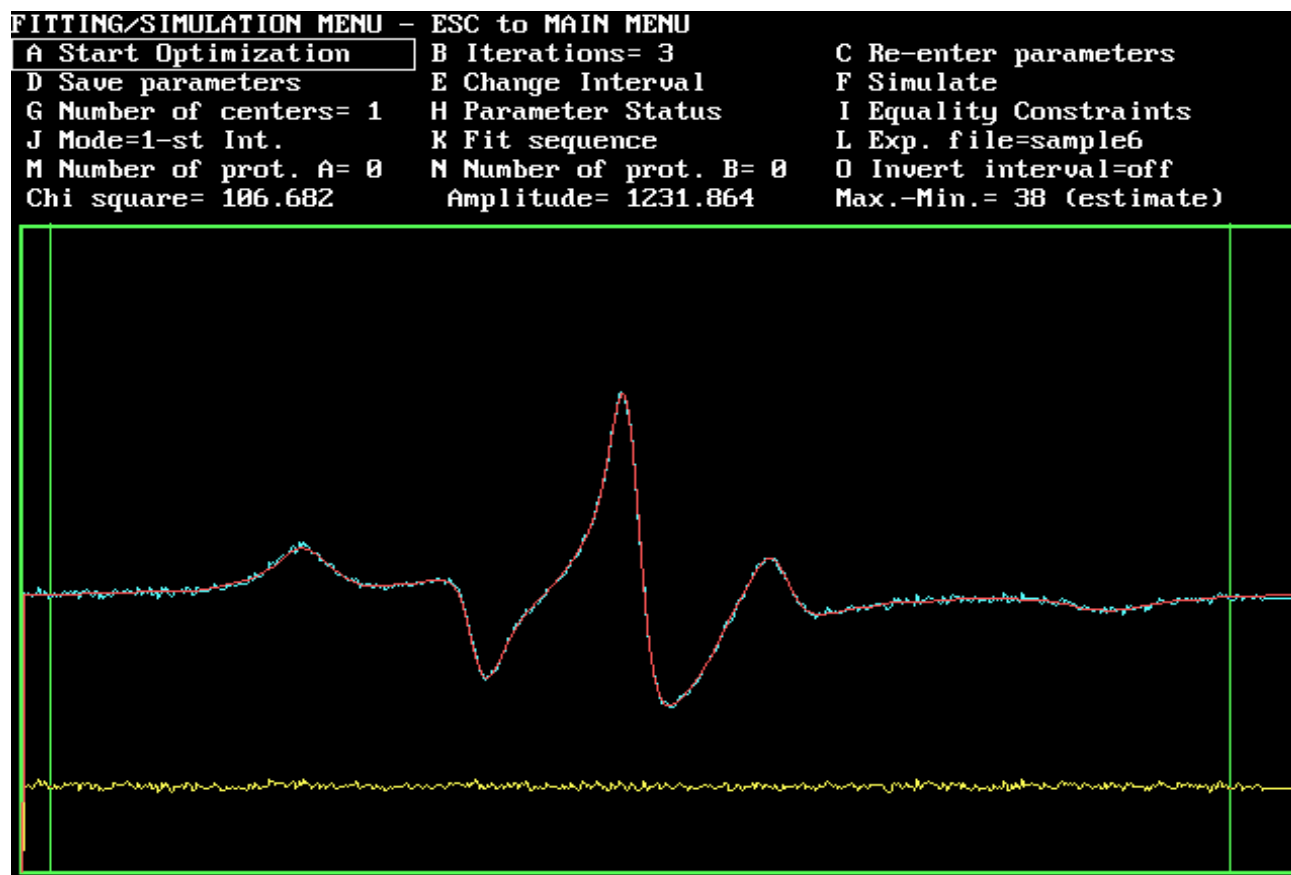 FITTING/SIMULATION MENU - ESC to MAIN MENU
A Start Optimization B Iterations= 3 C Re-enter parameters
D Save parameters E Change Interval F Simulate
G Number of centers= 1 H Parameter Status I Equality Constraints
J Mode=1-st Int. K Fit sequence L Exp. file=sample6
M Number of prot. A= 0 N Number of prot. B= 0 O Invert interval=off
Chi square= 106.682 Amplitude= 1231.864 Max.-Min.= 38 (estimate)